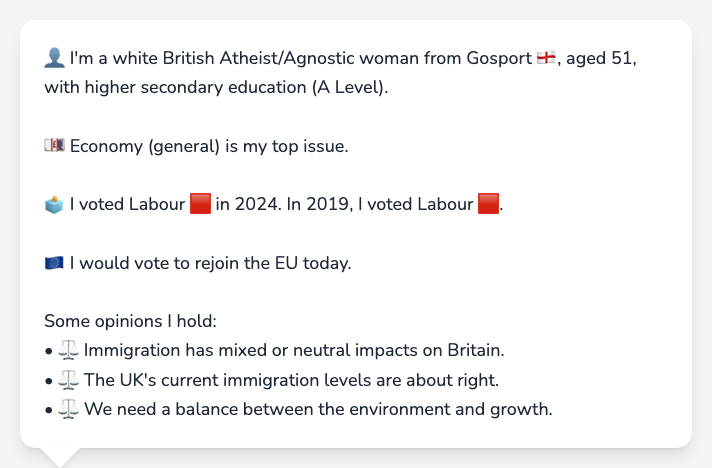 👤 I'm a white British Atheist/Agnostic woman from Gosport 🏴󠁧󠁢󠁥󠁮󠁧󠁿, aged 51,
with higher secondary education (A Level).
💷 Economy (general) is my top issue.
🗳️ I voted Labour 🟥 in 2024. In 2019, I voted Labour 🟥.
🇪🇺 I would vote to rejoin the EU today.
Some opinions I hold:
• ⚖️ Immigration has mixed or neutral impacts on Britain.
• ⚖️ The UK's current immigration levels are about right.
• ⚖️ We need a balance between the environment and growth.